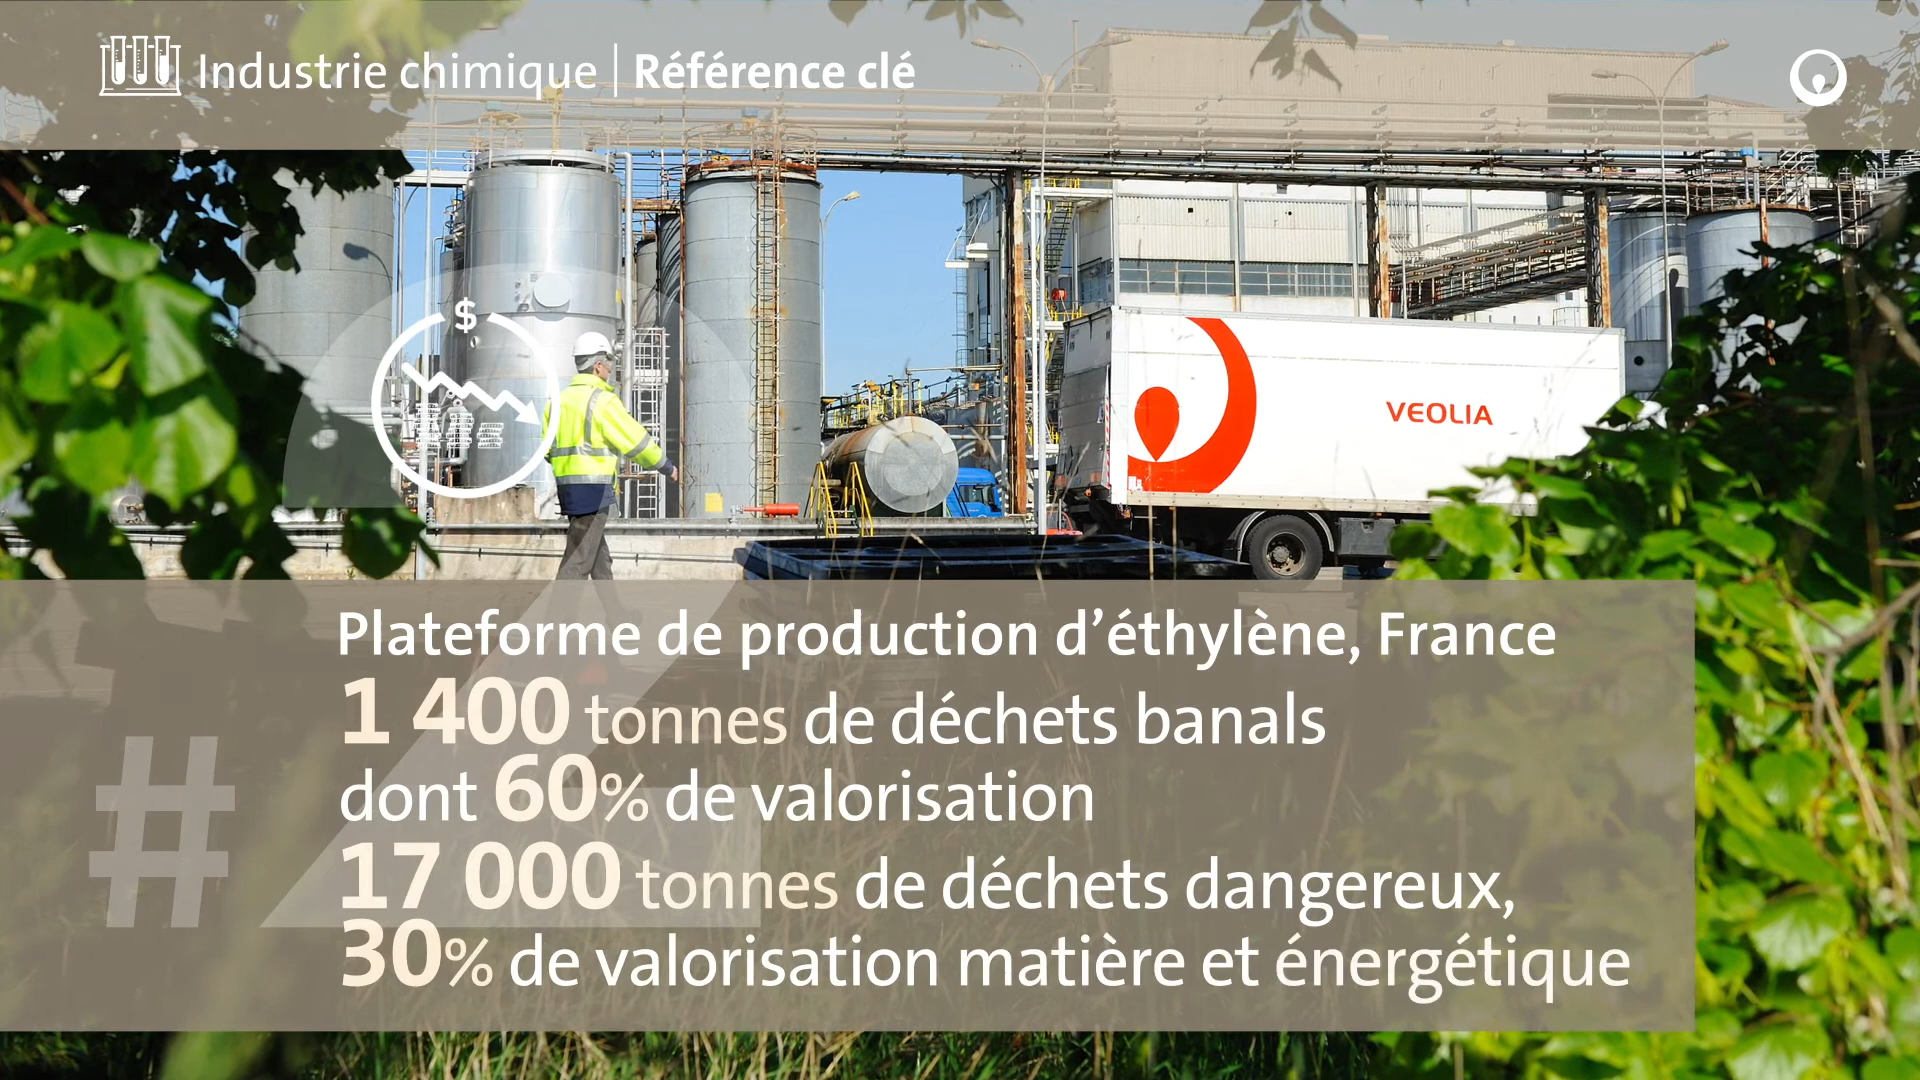 Industrie chimique | Référence clé
$
VEOLIA
Plateforme de production d’éthylène, France
1 400 tonnes de déchets banals
dont 60% de valorisation
17 000 tonnes de déchets dangereux,
30% de valorisation matière et énergétique
#2